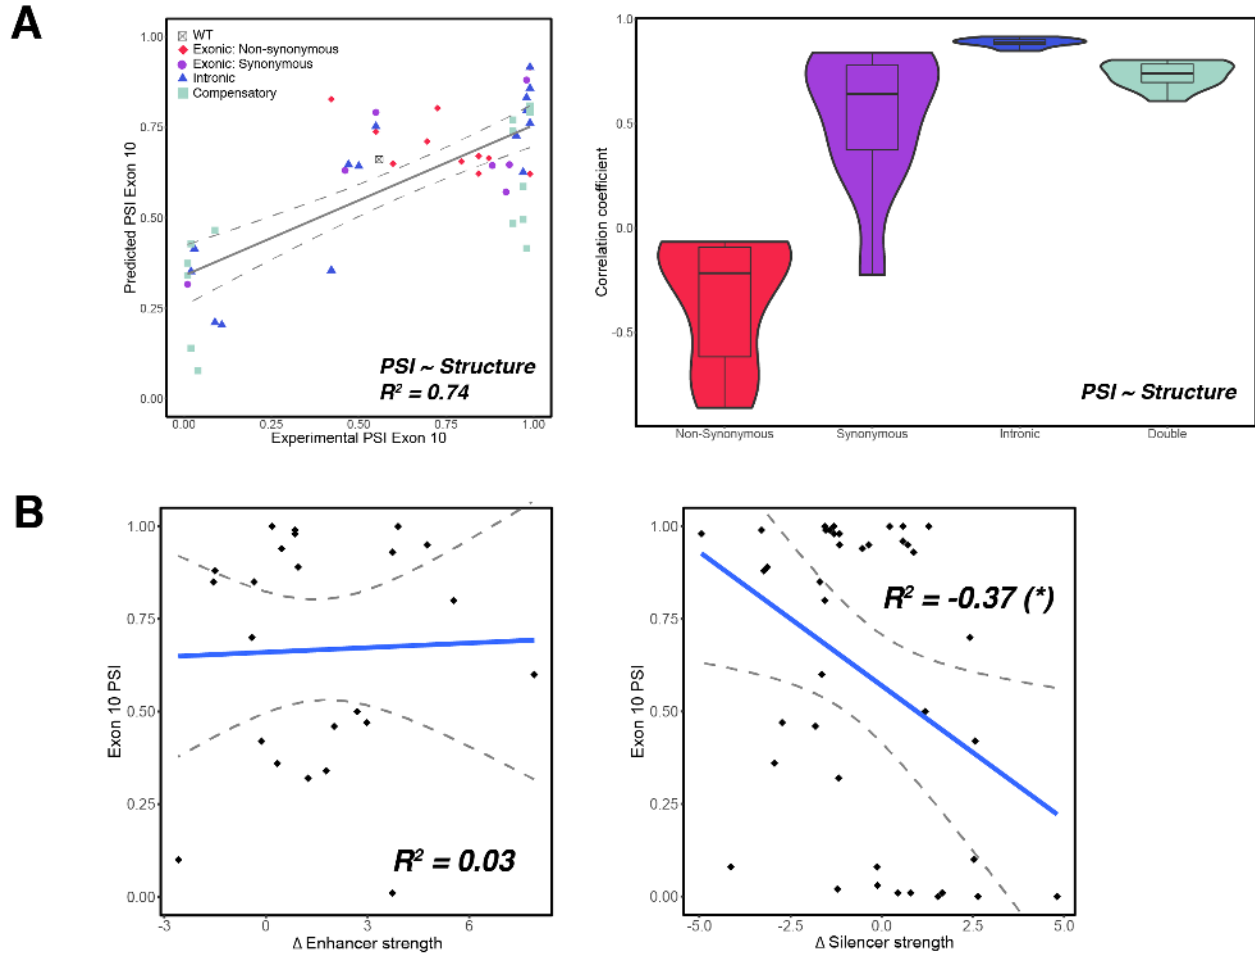 A
WT
Exonic: Non-synonymous
Exonic: Synonymous
Intronic
Compensatory
Predicted PSI Exon 10
1.00
0.75
0.50
0.25
0.00
PSI ~ Structure
R² = 0.74
0.00 0.25 0.50 0.75 1.00
Experimental PSI Exon 10
Correlation coefficient
1.0
0.5
0.0
-0.5
PSI ~ Structure
Non-Synonymous Synonymous Intronic Double
B
Exon 10 PSI
1.00
0.75
0.50
0.25
0.00
R² = 0.03
-3 0 3 6
Δ Enhancer strength
Exon 10 PSI
1.00
0.75
0.50
0.25
0.00
R² = -0.37 (*)
-5.0 -2.5 0.0 2.5 5.0
Δ Silencer strength